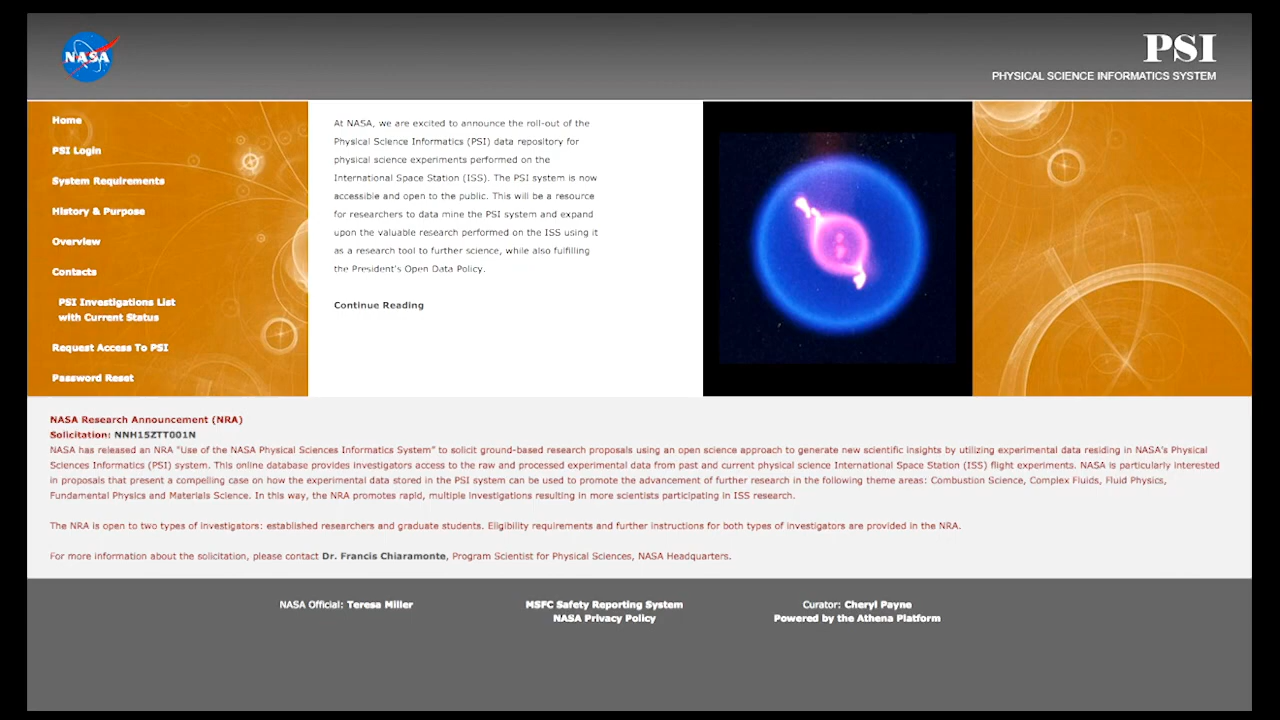 NASA
PSI
PHYSICAL SCIENCE INFORMATICS SYSTEM
Home
PSI Login
System Requirements
History & Purpose
Overview
Contacts
PSI Investigations List
with Current Status
Request Access To PSI
Password Reset
At NASA, we are excited to announce the roll-out of the
Physical Science Informatics (PSI) data repository for
physical science experiments performed on the
International Space Station (ISS). The PSI system is now
accessible and open to the public. This will be a resource
for researchers to data mine the PSI system and expand
upon the valuable research performed on the ISS using it
as a research tool to further science, while also fulfilling
the President's Open Data Policy.
Continue Reading
NASA Research Announcement (NRA)
Solicitation: NNH15ZTT001N
NASA has released an NRA "Use of the NASA Physical Sciences Informatics System" to solicit ground-based research proposals using an open science approach to generate new scientific insights by utilizing experimental data residing in NASA's Physical
Sciences Informatics (PSI) system. This online database provides investigators access to the raw and processed experimental data from past and current physical science International Space Station (ISS) flight experiments. NASA is particularly interested
in proposals that present a compelling case on how the experimental data stored in the PSI system can be used to promote the advancement of further research in the following theme areas: Combustion Science, Complex Fluids, Fluid Physics,
Fundamental Physics and Materials Science. In this way, the NRA promotes rapid, multiple investigations resulting in more scientists participating in ISS research.
The NRA is open to two types of investigators: established researchers and graduate students. Eligibility requirements and further instructions for both types of investigators are provided in the NRA.
For more information about the solicitation, please contact Dr. Francis Chiaramonte, Program Scientist for Physical Sciences, NASA Headquarters.
NASA Official: Teresa Miller
MSFC Safety Reporting System
NASA Privacy Policy
Curator: Cheryl Payne
Powered by the Athena Platform